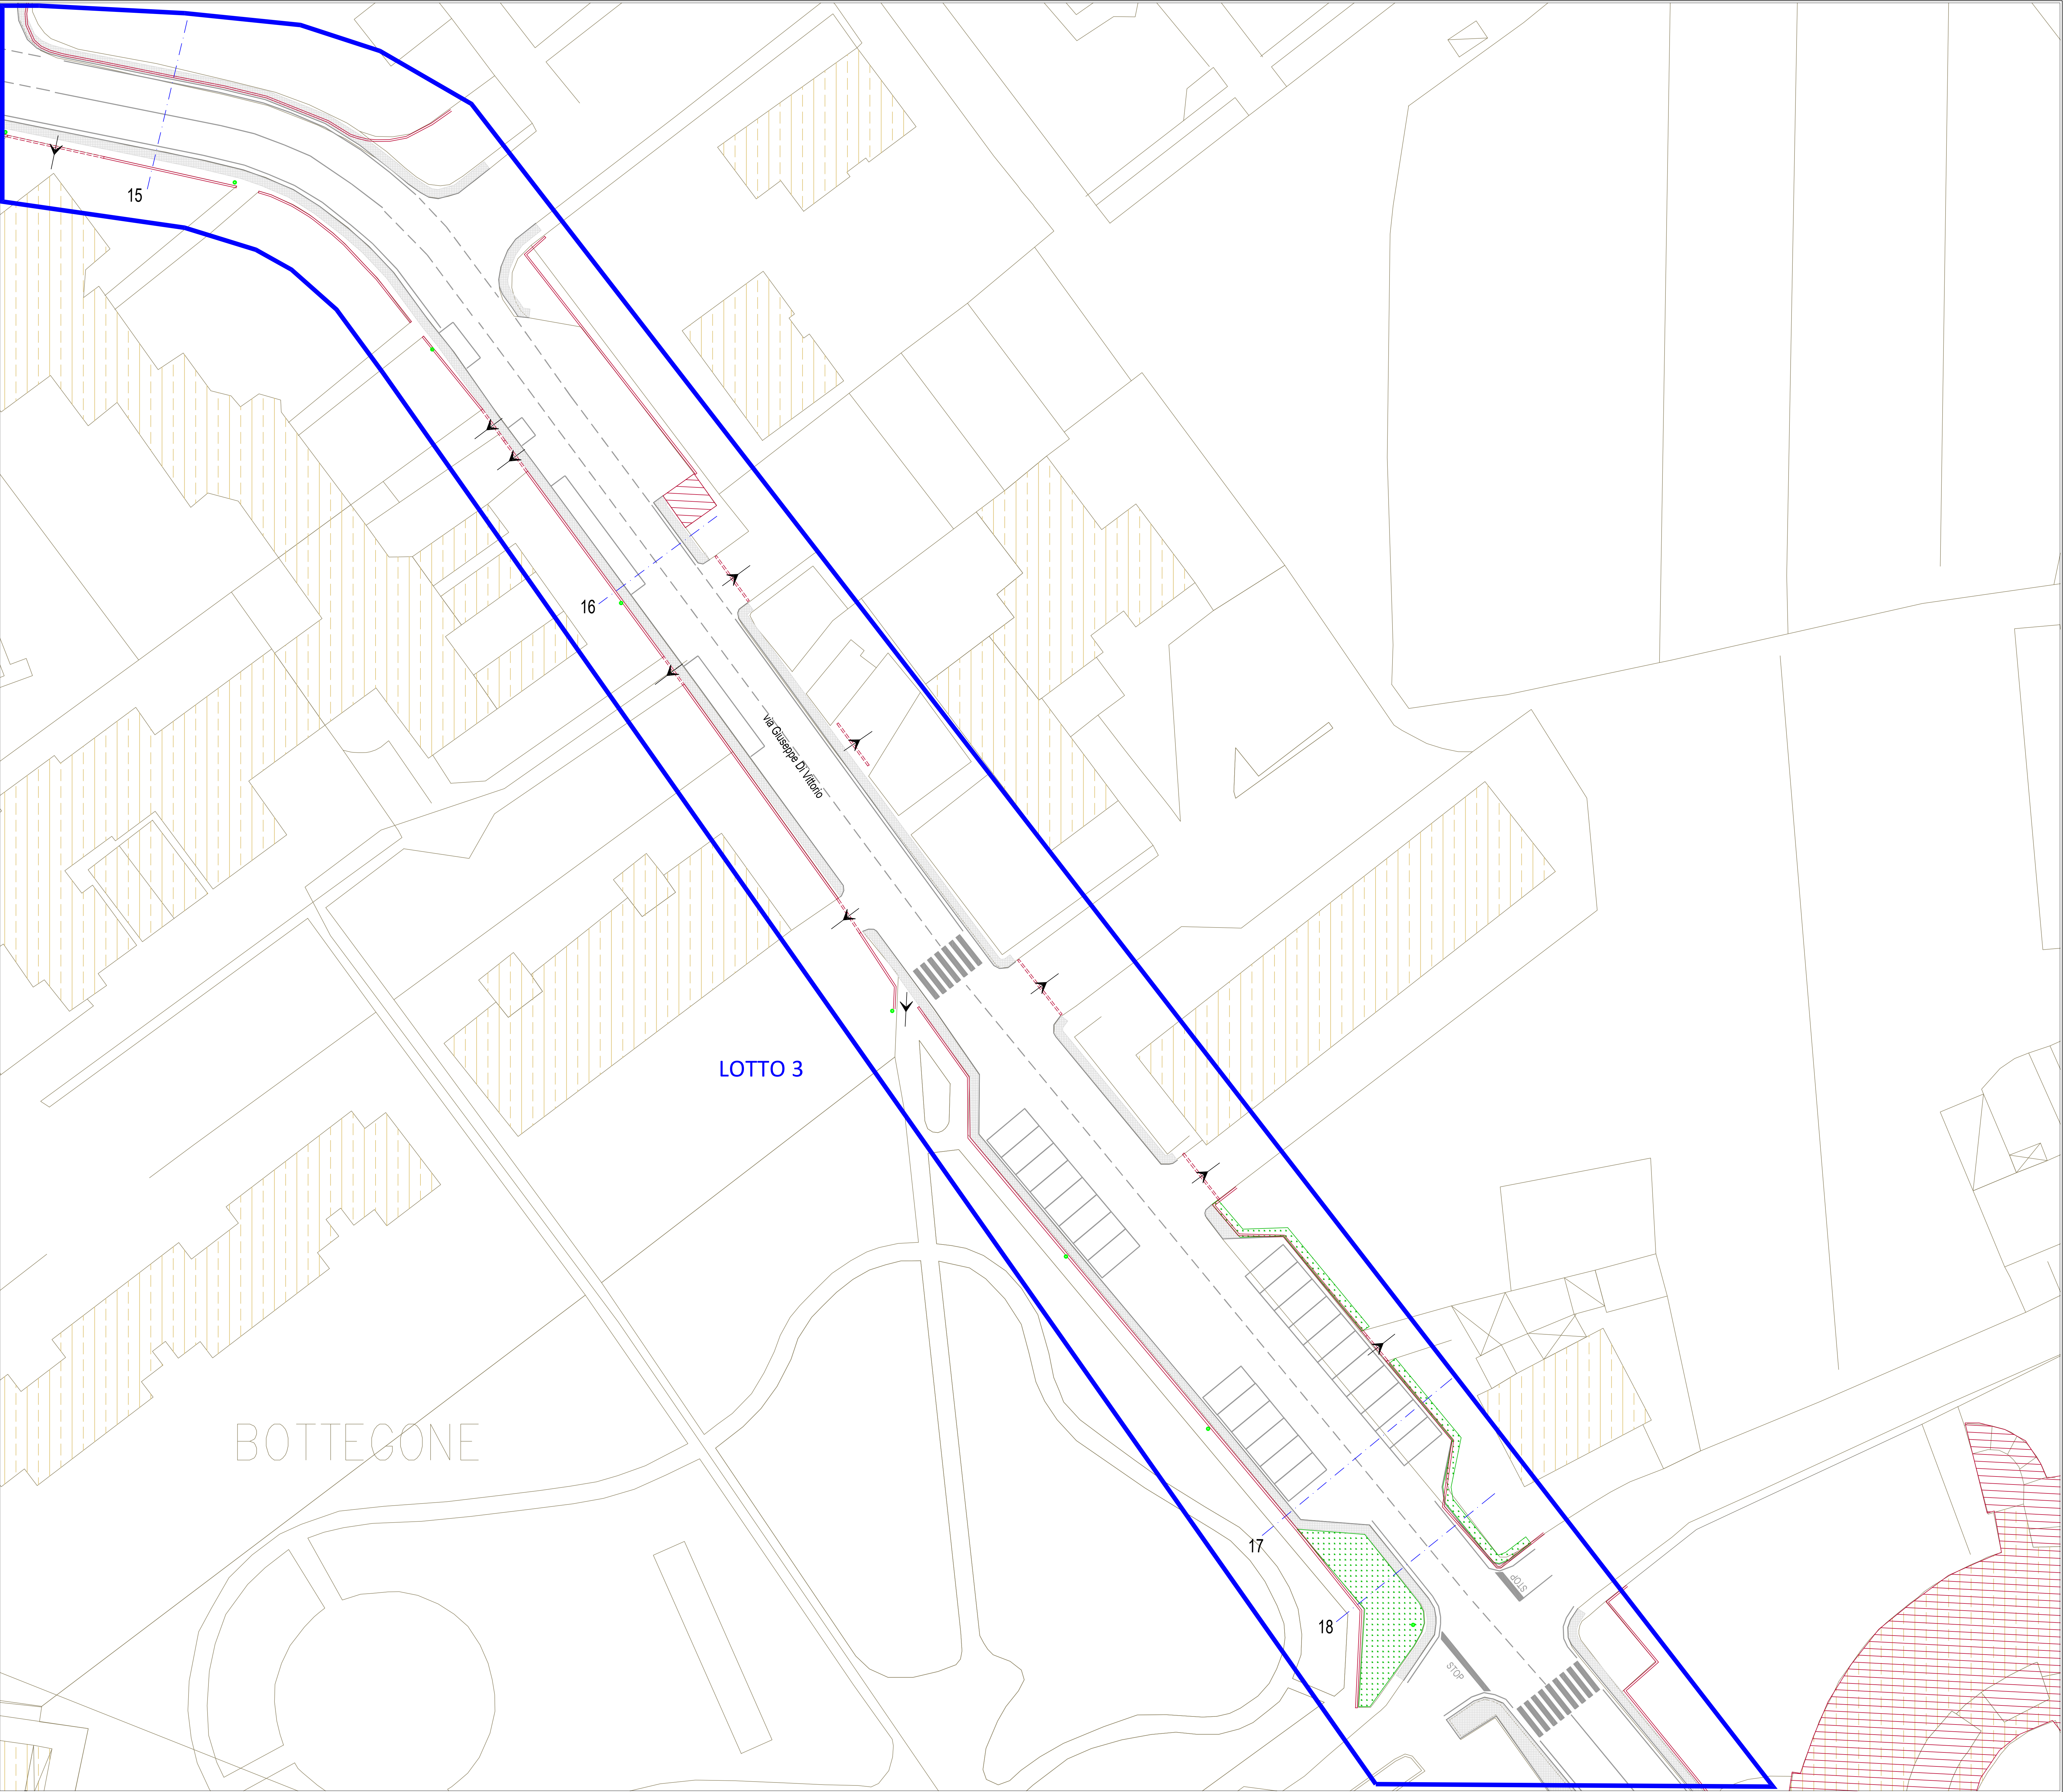 15
16
via Giuseppe Di Vittorio
LOTTO 3
BOTTEGONE
17
STOP
18
STOP